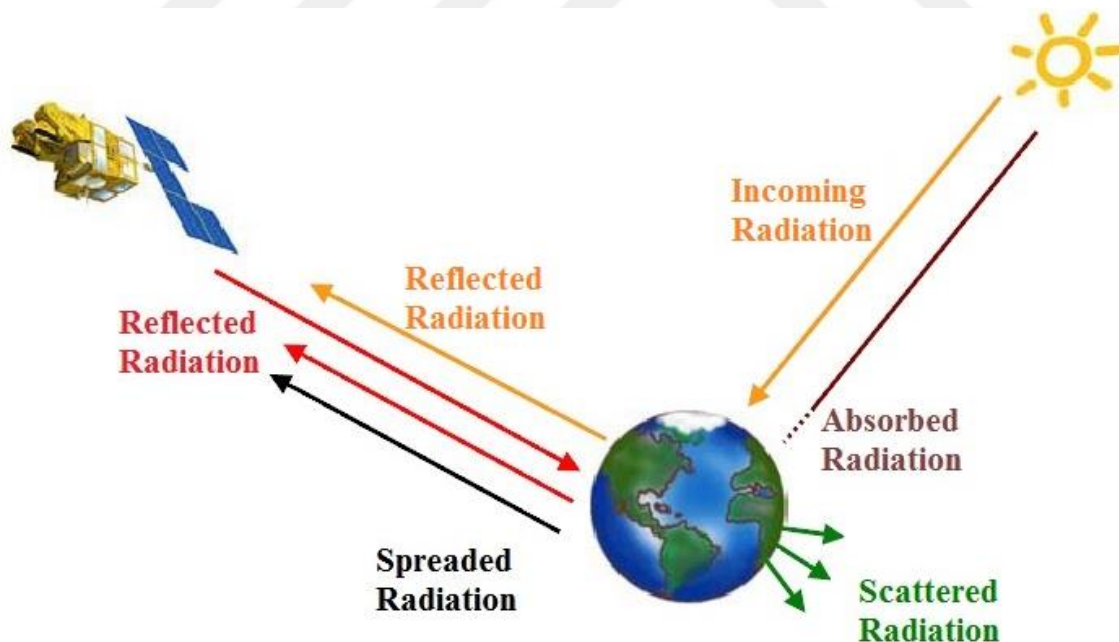 Incoming
Radiation
Reflected
Radiation
Reflected
Radiation
Absorbed
Radiation
Spreaded
Radiation
Scattered
Radiation